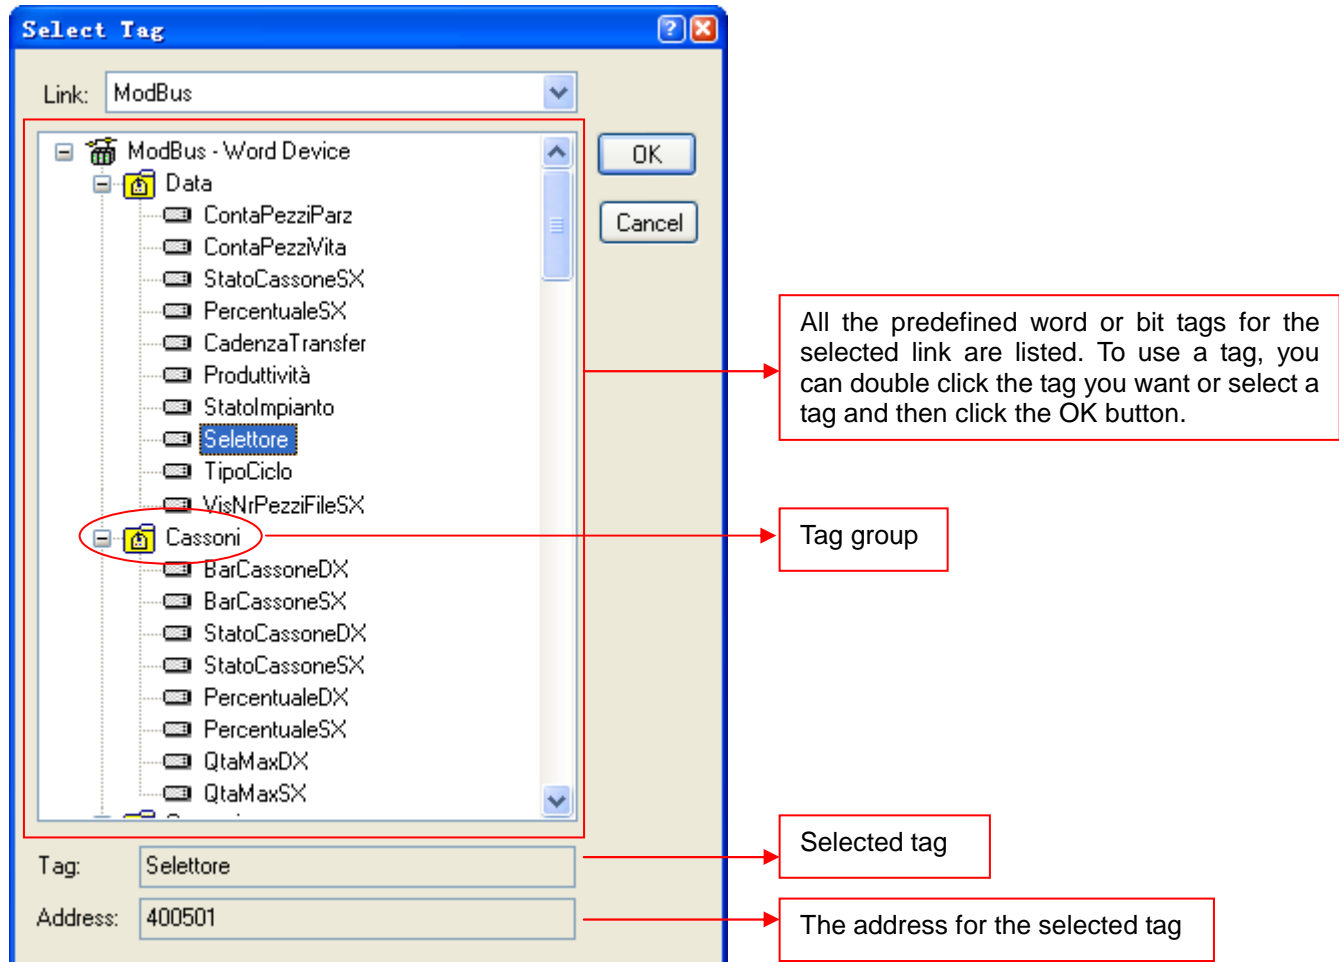 Select Tag
Link: ModBus
ModBus - Word Device
OK
Data
ContaPezziParz
Cancel
ContaPezziVita
StatoCassoneSX
PercentualeSX
CadenzaTransfer
Produttività
StatoImpianto
Selettore
TipoCiclo
VisNrPezziFileSX
All the predefined word or bit tags for the
selected link are listed. To use a tag, you
can double click the tag you want or select a
tag and then click the OK button.
Cassoni
Tag group
BarCassoneDX
BarCassoneSX
StatoCassoneDX
StatoCassoneSX
PercentualeDX
PercentualeSX
QtaMaxDX
QtaMaxSX
Tag: Selettore
Selected tag
Address: 400501
The address for the selected tag